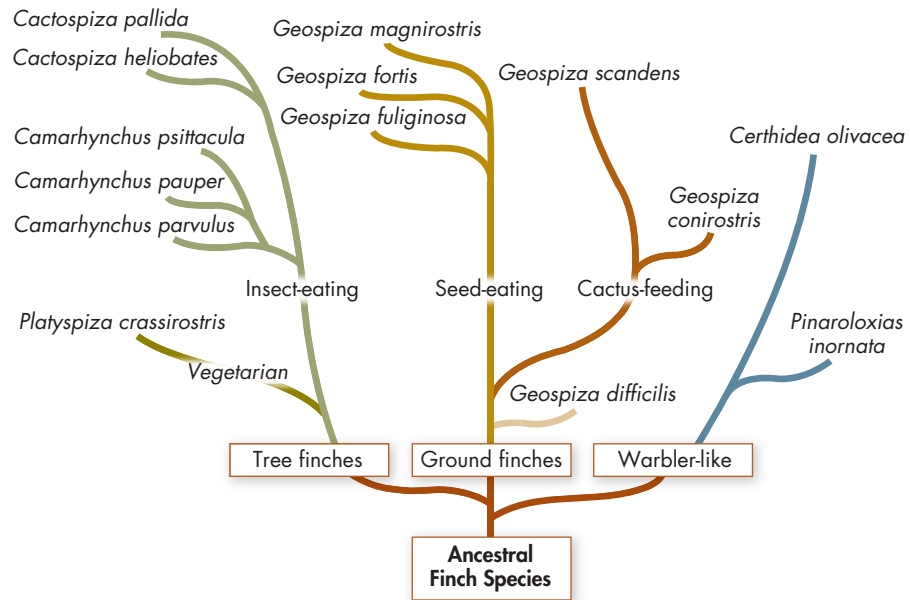 Cactospiza pallida
Cactospiza heliobates
Camarhynchus psittacula
Camarhynchus pauper
Camarhynchus parvulus
Insect-eating
Platyspiza crassirostris
Vegetarian
Geospiza magnirostris
Geospiza fortis
Geospiza fuliginosa
Seed-eating
Geospiza scandens
Geospiza
conirostris
Cactus-feeding
Geospiza difficilis
Certhidea olivacea
Pinaroloxias
inornata
Tree finches
Ground finches
Warbler-like
Ancestral
Finch Species